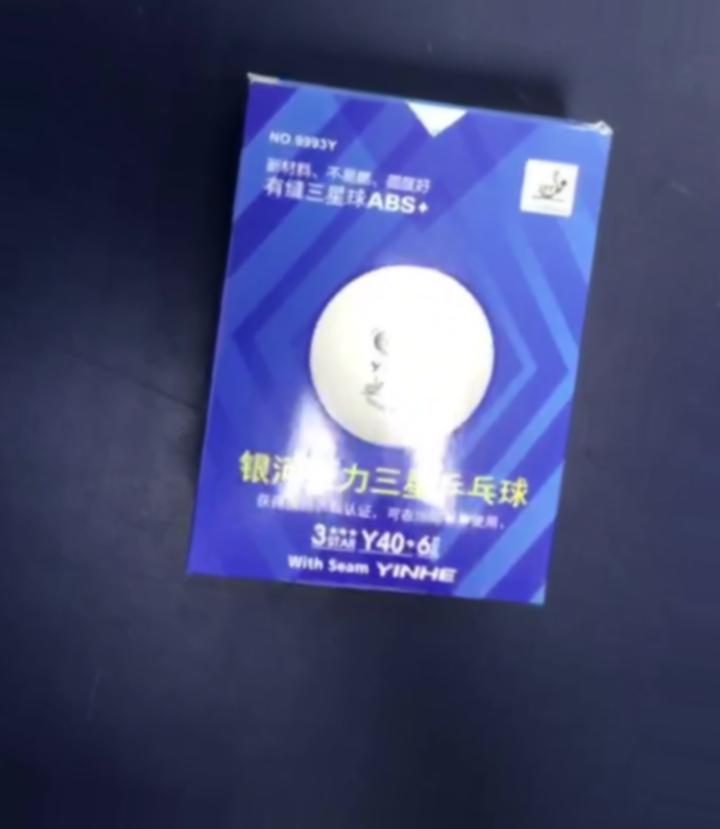 NO.9993Y
新材料、不易磨、圆度好
有缝三星球ABS+
银河 力三星乒乓球
认证，可在 使用。
3 STAR Y40+6
With Seam YINHE